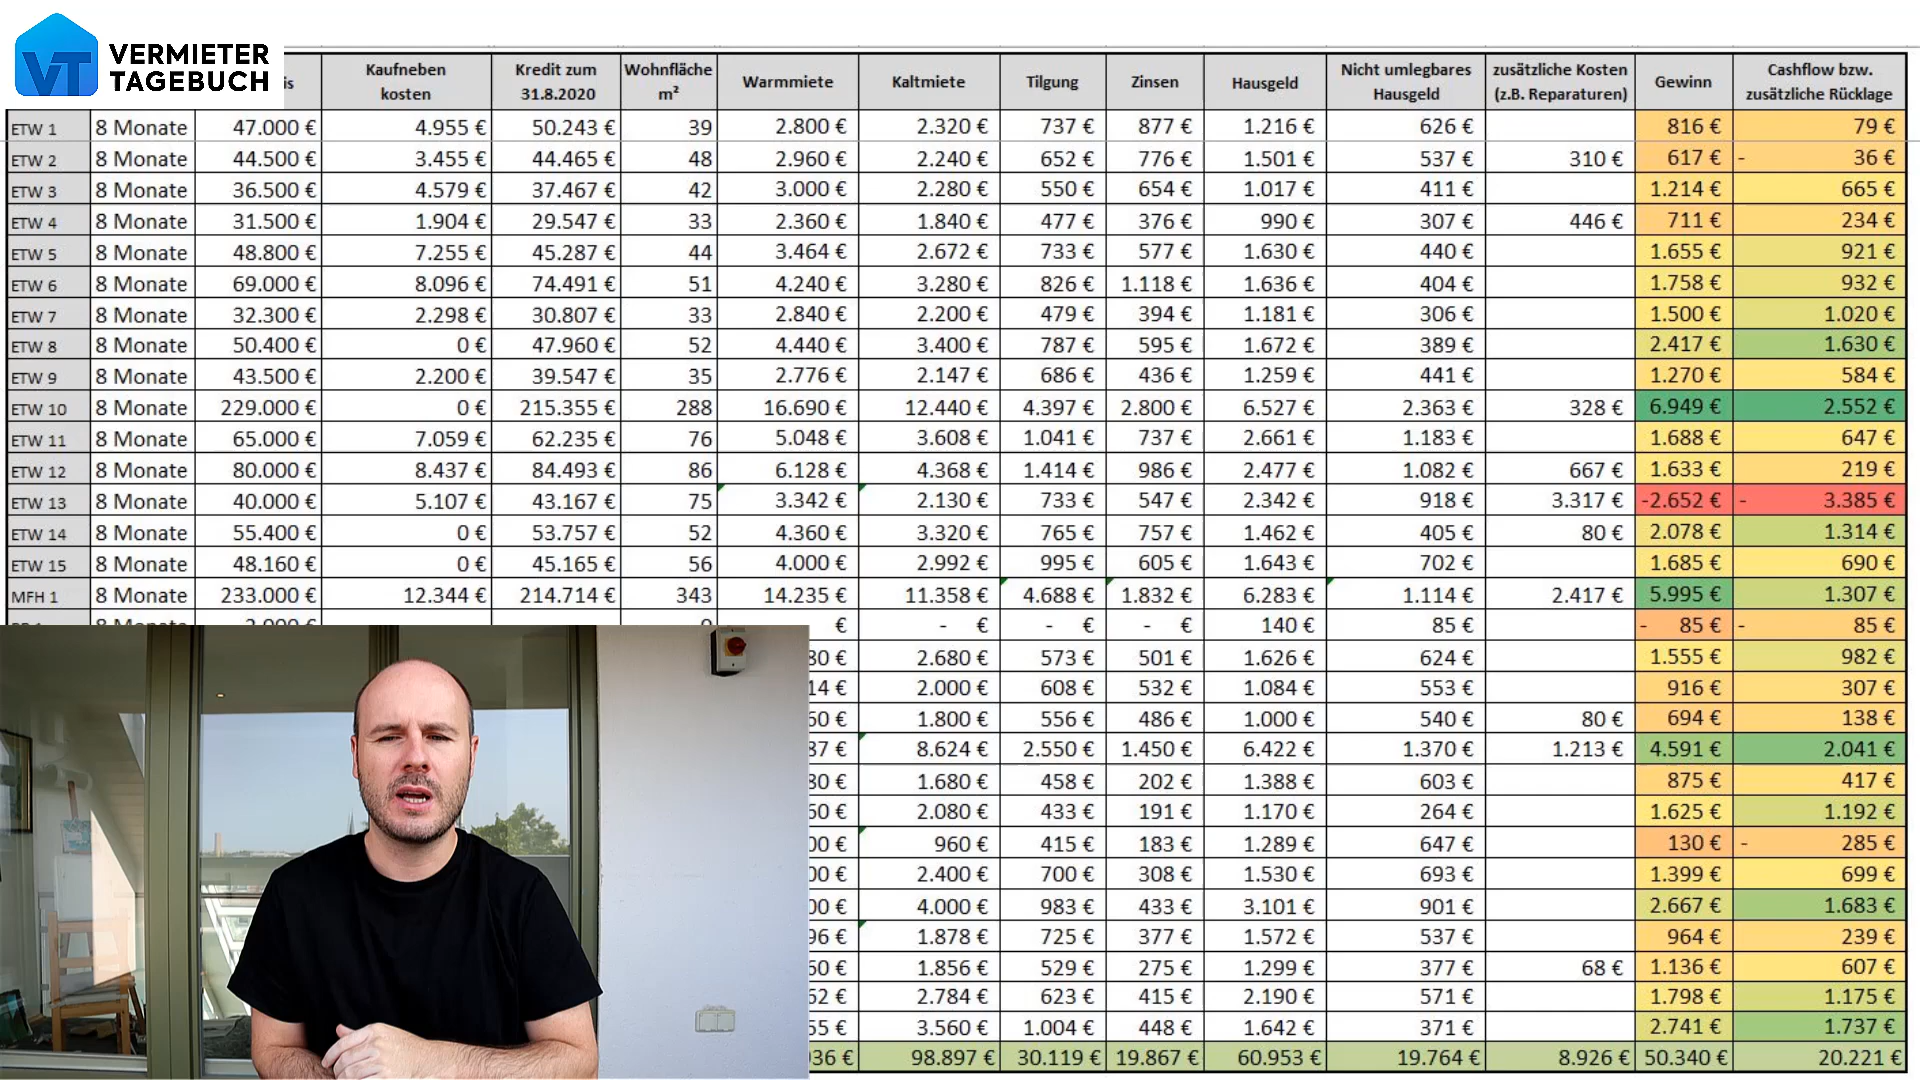 VT VERMIETER
TAGEBUCH
is Kaufneben kosten Kredit zum 31.8.2020 Wohnfläche m² Warmmiete Kaltmiete Tilgung Zinsen Hausgeld Nicht umlegbares Hausgeld zusätzliche Kosten (z.B. Reparaturen) Gewinn Cashflow bzw. zusätzliche Rücklage
ETW 1 8 Monate 47.000 € 4.955 € 50.243 € 39 2.800 € 2.320 € 737 € 877 € 1.216 € 626 € 816 € 79 €
ETW 2 8 Monate 44.500 € 3.455 € 44.465 € 48 2.960 € 2.240 € 652 € 776 € 1.501 € 537 € 310 € 617 € - 36 €
ETW 3 8 Monate 36.500 € 4.579 € 37.467 € 42 3.000 € 2.280 € 550 € 654 € 1.017 € 411 € 1.214 € 665 €
ETW 4 8 Monate 31.500 € 1.904 € 29.547 € 33 2.360 € 1.840 € 477 € 376 € 990 € 307 € 446 € 711 € 234 €
ETW 5 8 Monate 48.800 € 7.255 € 45.287 € 44 3.464 € 2.672 € 733 € 577 € 1.630 € 440 € 1.655 € 921 €
ETW 6 8 Monate 69.000 € 8.096 € 74.491 € 51 4.240 € 3.280 € 826 € 1.118 € 1.636 € 404 € 1.758 € 932 €
ETW 7 8 Monate 32.300 € 2.298 € 30.807 € 33 2.840 € 2.200 € 479 € 394 € 1.181 € 306 € 1.500 € 1.020 €
ETW 8 8 Monate 50.400 € 0 € 47.960 € 52 4.440 € 3.400 € 787 € 595 € 1.672 € 389 € 2.417 € 1.630 €
ETW 9 8 Monate 43.500 € 2.200 € 39.547 € 35 2.776 € 2.147 € 686 € 436 € 1.259 € 441 € 1.270 € 584 €
ETW 10 8 Monate 229.000 € 0 € 215.355 € 288 16.690 € 12.440 € 4.397 € 2.800 € 6.527 € 2.363 € 328 € 6.949 € 2.552 €
ETW 11 8 Monate 65.000 € 7.059 € 62.235 € 76 5.048 € 3.608 € 1.041 € 737 € 2.661 € 1.183 € 1.688 € 647 €
ETW 12 8 Monate 80.000 € 8.437 € 84.493 € 86 6.128 € 4.368 € 1.414 € 986 € 2.477 € 1.082 € 667 € 1.633 € 219 €
ETW 13 8 Monate 40.000 € 5.107 € 43.167 € 75 3.342 € 2.130 € 733 € 547 € 2.342 € 918 € 3.317 € -2.652 € - 3.385 €
ETW 14 8 Monate 55.400 € 0 € 53.757 € 52 4.360 € 3.320 € 765 € 757 € 1.462 € 405 € 80 € 2.078 € 1.314 €
ETW 15 8 Monate 48.160 € 0 € 45.165 € 56 4.000 € 2.992 € 995 € 605 € 1.643 € 702 € 1.685 € 690 €
MFH 1 8 Monate 233.000 € 12.344 € 214.714 € 343 14.235 € 11.358 € 4.688 € 1.832 € 6.283 € 1.114 € 2.417 € 5.995 € 1.307 €
€ - € - € - € 140 € 85 € - 85 € - 85 €
30 € 2.680 € 573 € 501 € 1.626 € 624 € 1.555 € 982 €
14 € 2.000 € 608 € 532 € 1.084 € 553 € 916 € 307 €
60 € 1.800 € 556 € 486 € 1.000 € 540 € 80 € 694 € 138 €
37 € 8.624 € 2.550 € 1.450 € 6.422 € 1.370 € 1.213 € 4.591 € 2.041 €
30 € 1.680 € 458 € 202 € 1.388 € 603 € 875 € 417 €
60 € 2.080 € 433 € 191 € 1.170 € 264 € 1.625 € 1.192 €
00 € 960 € 415 € 183 € 1.289 € 647 € 130 € - 285 €
00 € 2.400 € 700 € 308 € 1.530 € 693 € 1.399 € 699 €
00 € 4.000 € 983 € 433 € 3.101 € 901 € 2.667 € 1.683 €
96 € 1.878 € 725 € 377 € 1.572 € 537 € 964 € 239 €
60 € 1.856 € 529 € 275 € 1.299 € 377 € 68 € 1.136 € 607 €
62 € 2.784 € 623 € 415 € 2.190 € 571 € 1.798 € 1.175 €
55 € 3.560 € 1.004 € 448 € 1.642 € 371 € 2.741 € 1.737 €
036 € 98.897 € 30.119 € 19.867 € 60.953 € 19.764 € 8.926 € 50.340 € 20.221 €